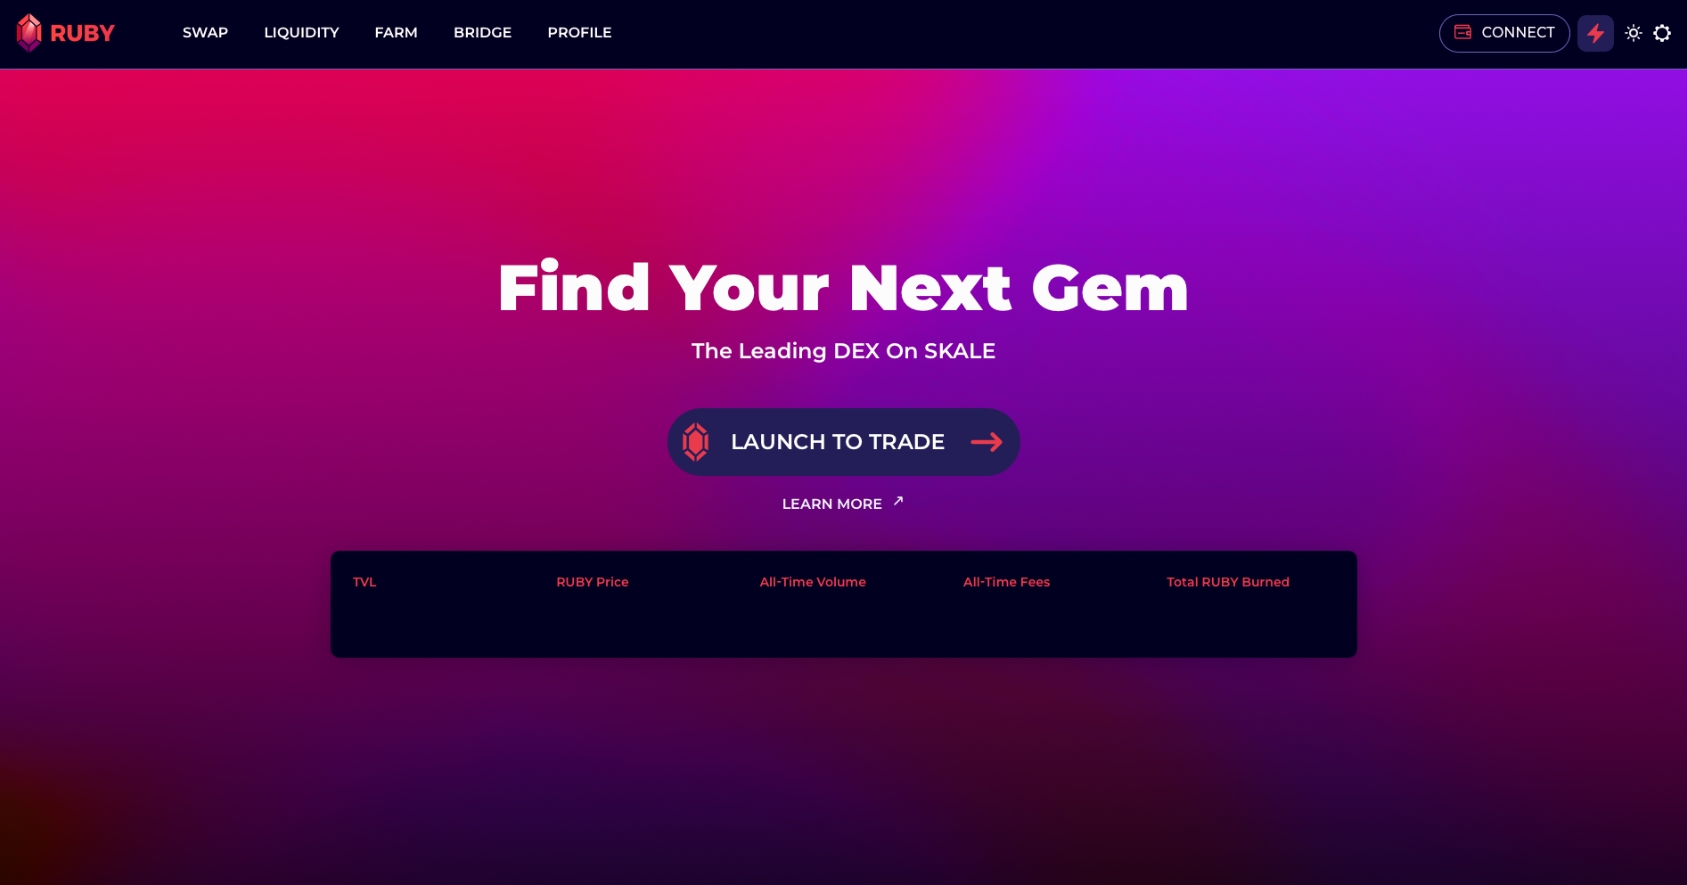 RUBY
SWAP
LIQUIDITY
FARM
BRIDGE
PROFILE
CONNECT
Find Your Next Gem
The Leading DEX On SKALE
LAUNCH TO TRADE
LEARN MORE
TVL
RUBY Price
All-Time Volume
All-Time Fees
Total RUBY Burned